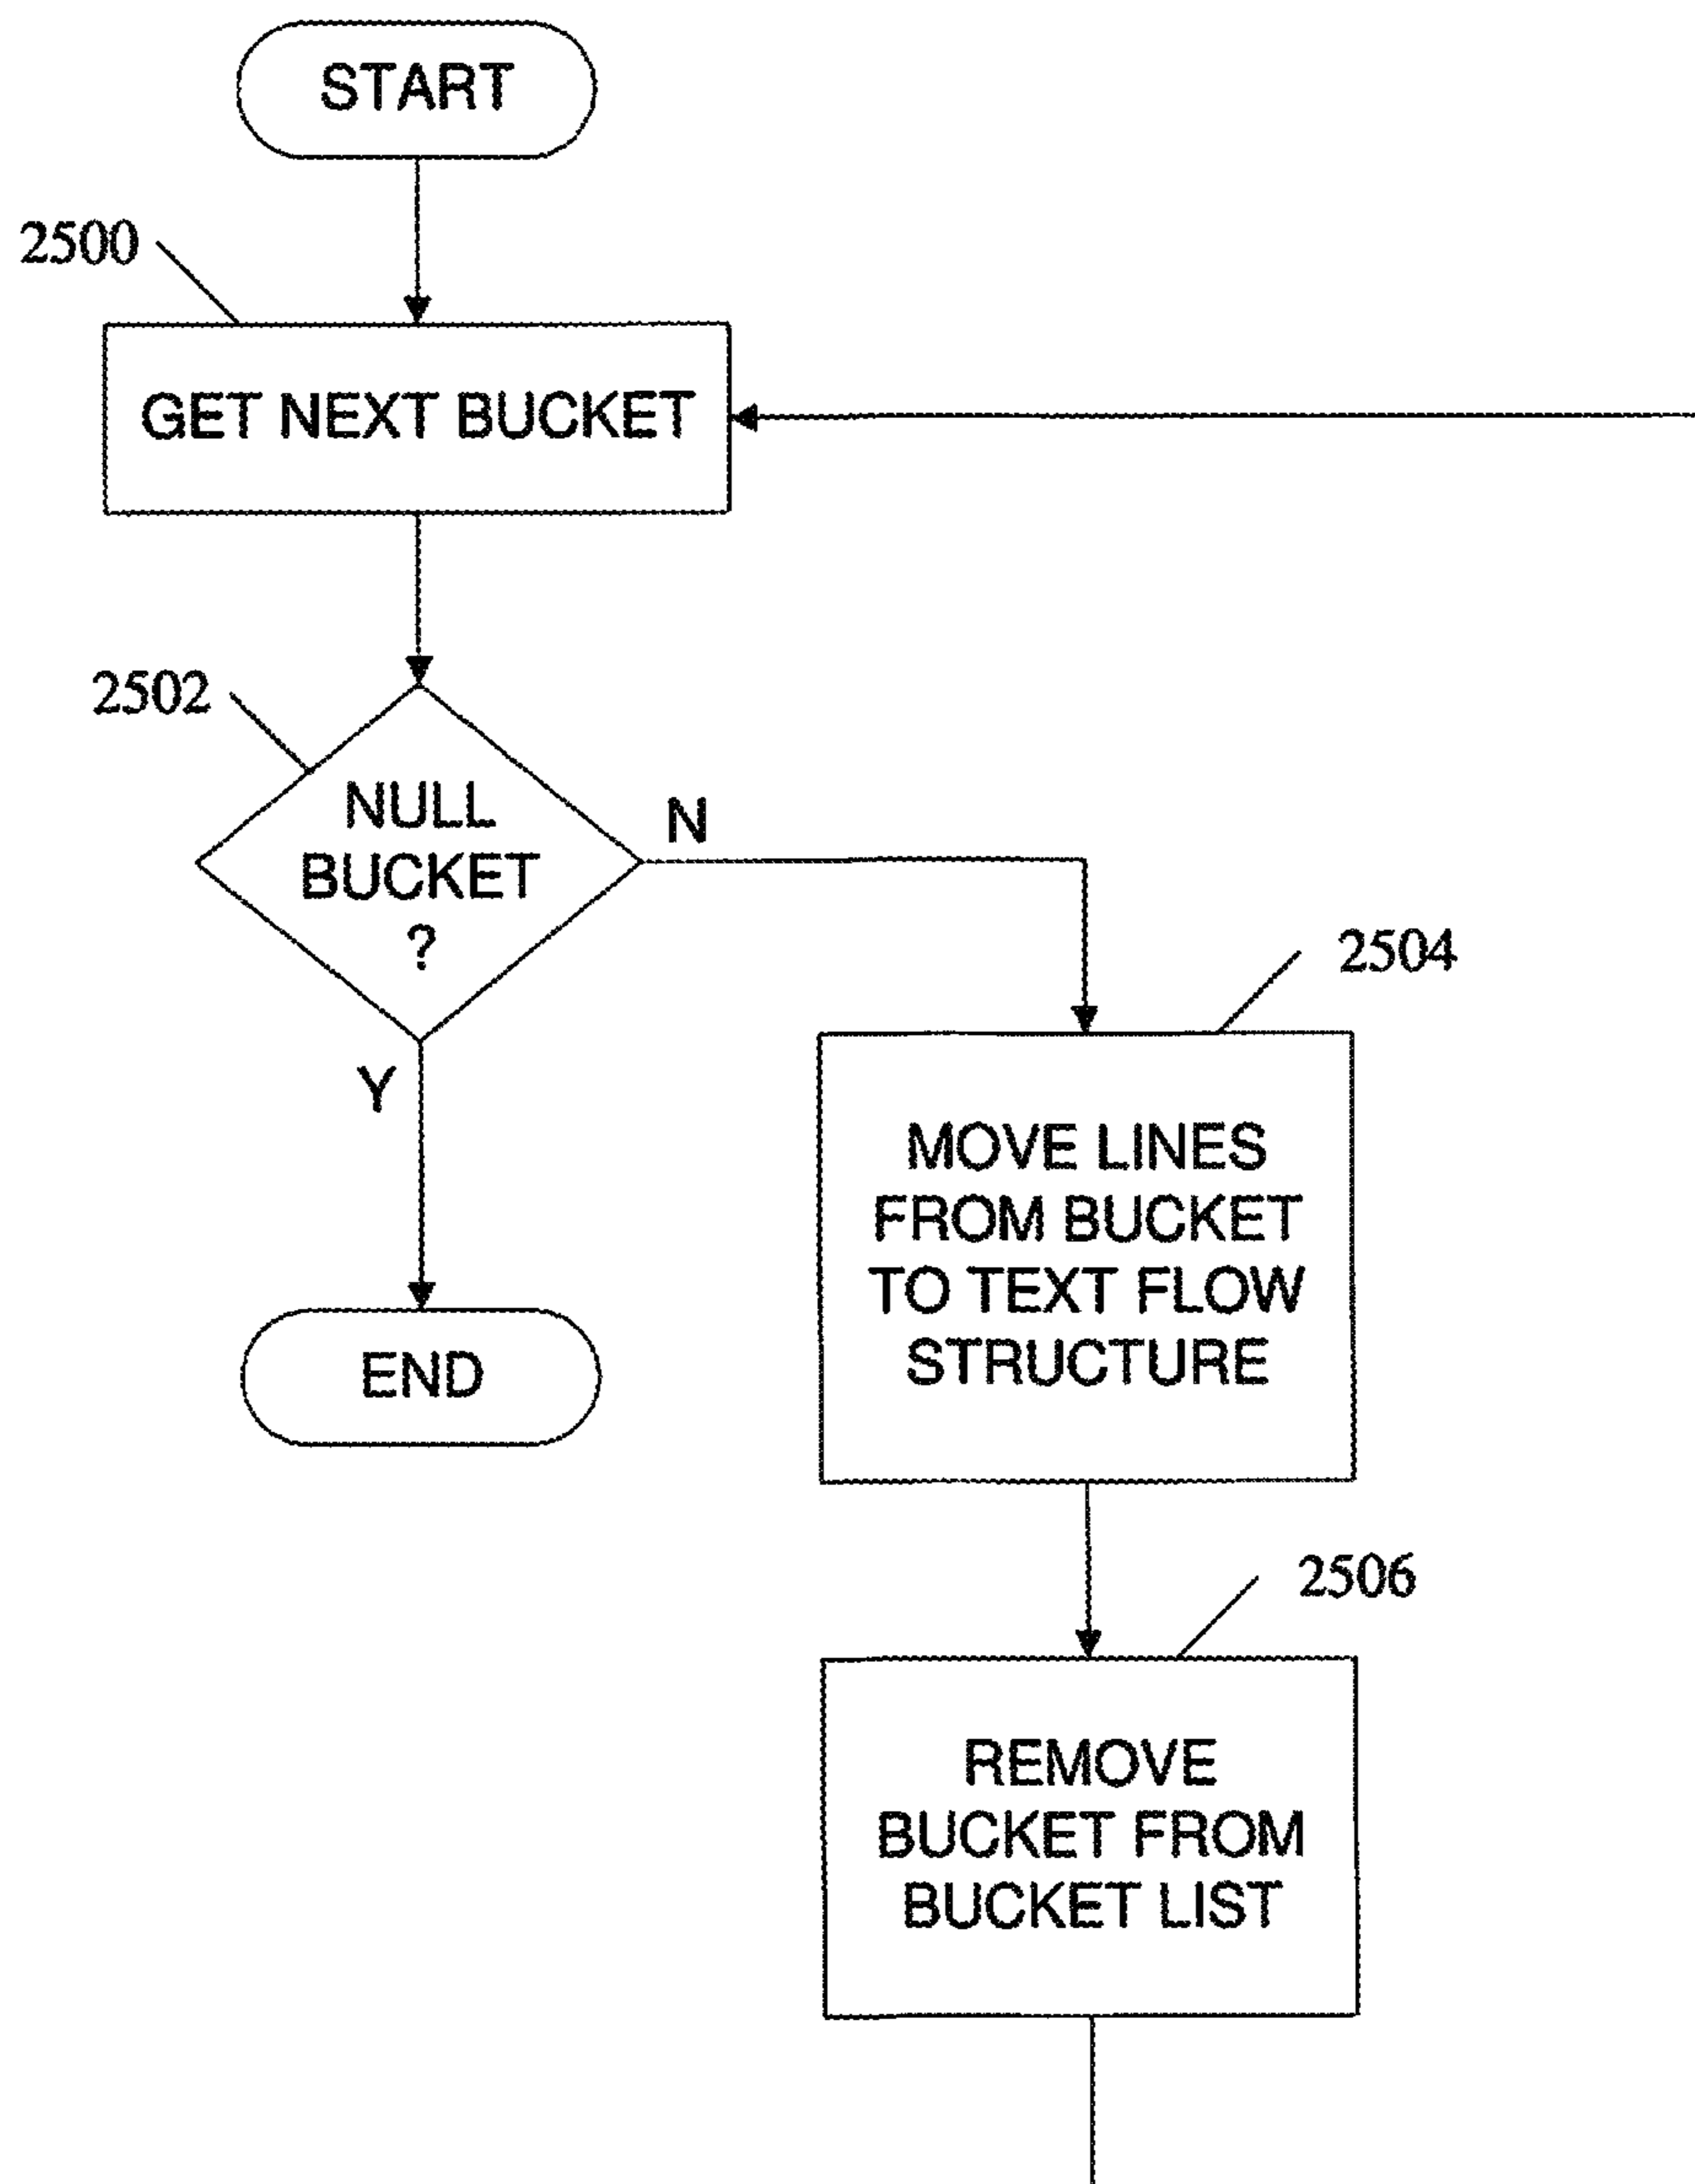 START
2500
GET NEXT BUCKET
2502
NULL
BUCKET
?
N
Y
2504
MOVE LINES
FROM BUCKET
TO TEXT FLOW
STRUCTURE
END
2506
REMOVE
BUCKET FROM
BUCKET LIST